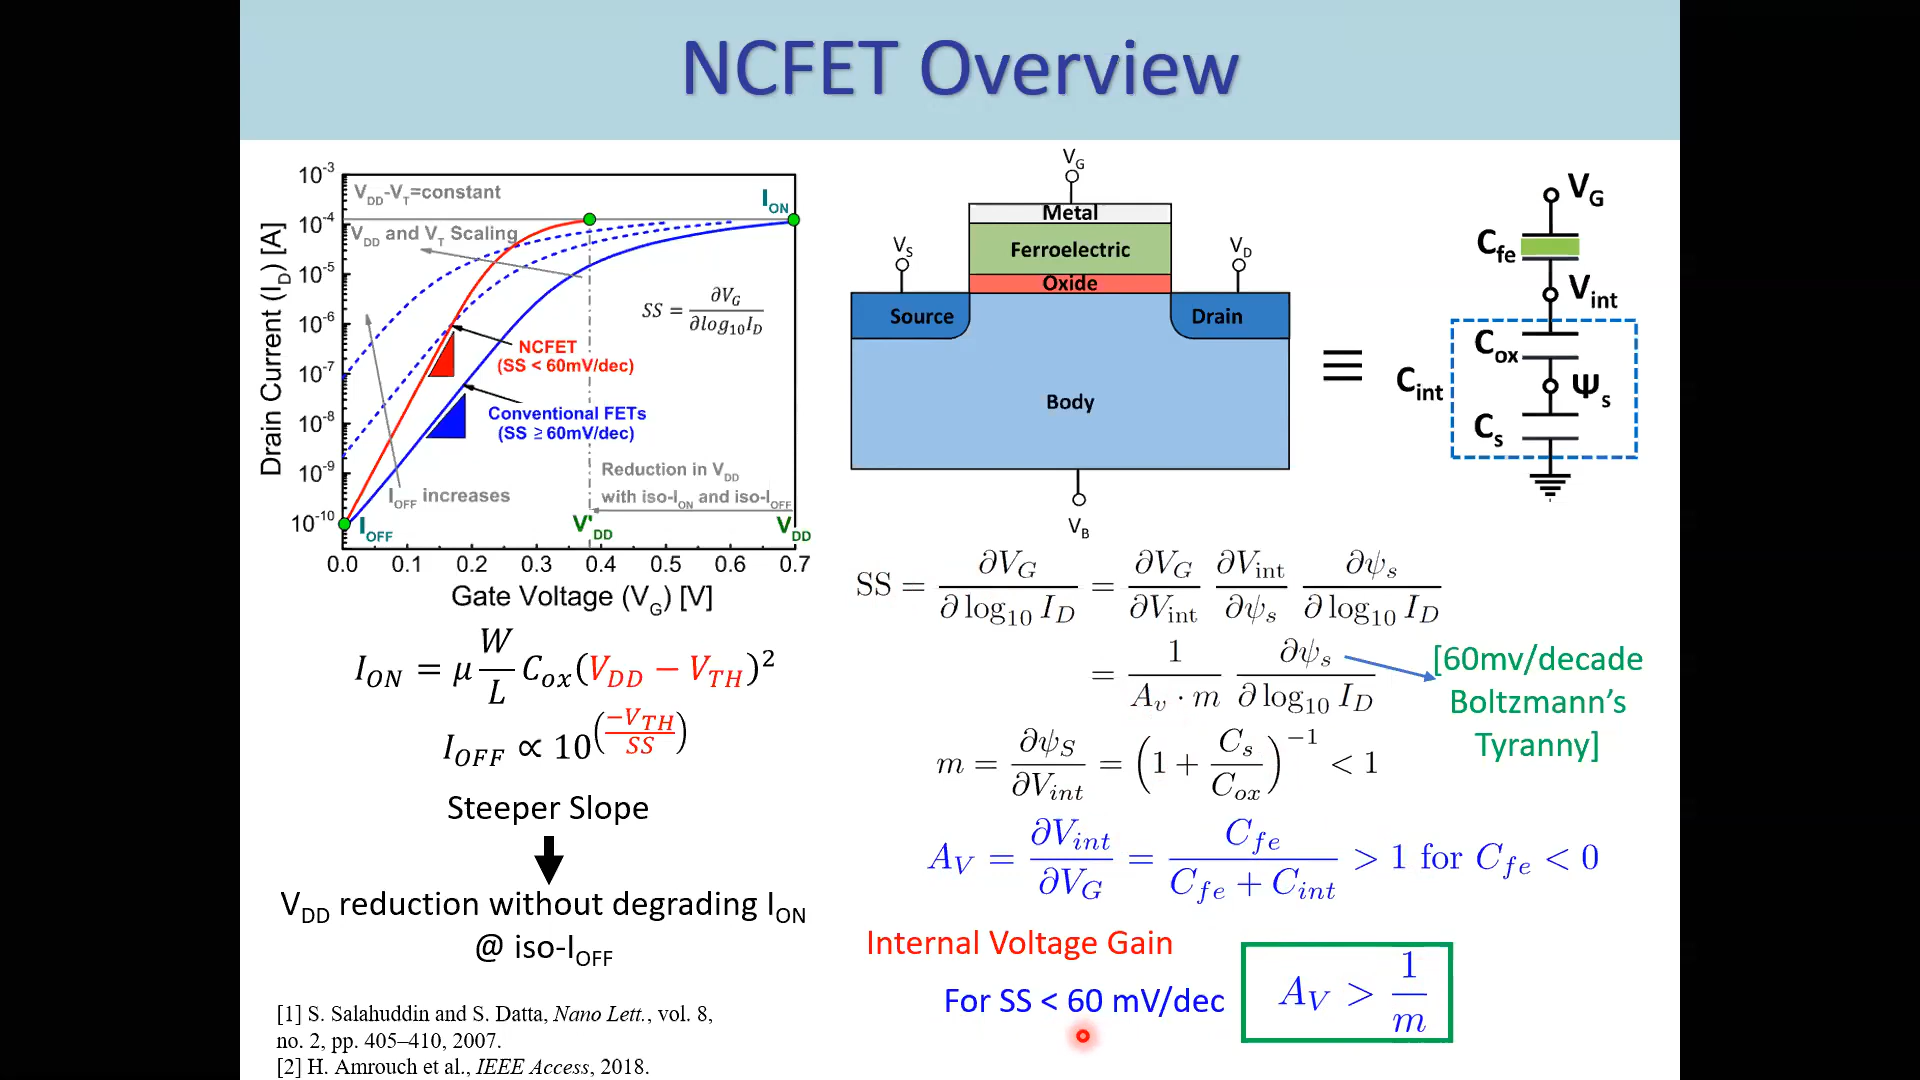 NCFET Overview
10⁻³
10⁻⁴
10⁻⁵
10⁻⁶
10⁻⁷
10⁻⁸
10⁻⁹
10⁻¹⁰
Drain Current (I_D) [A]
V_DD-V_T=constant
I_ON
V_DD and V_T Scaling
SS = ∂V_G / ∂log₁₀I_D
NCFET
(SS < 60mV/dec)
Conventional FETs
(SS ≥ 60mV/dec)
Reduction in V_DD
with iso-I_ON and iso-I_OFF
I_OFF increases
I_OFF
V'_DD
V_DD
0.0 0.1 0.2 0.3 0.4 0.5 0.6 0.7
Gate Voltage (V_G) [V]
I_ON = μ W/L C_ox(V_DD − V_TH)²
I_OFF ∝ 10^(−V_TH/SS)
Steeper Slope
V_DD reduction without degrading I_ON
@ iso-I_OFF
[1] S. Salahuddin and S. Datta, Nano Lett., vol. 8,
no. 2, pp. 405–410, 2007.
[2] H. Amrouch et al., IEEE Access, 2018.
V_G
Metal
Ferroelectric
Oxide
V_S
V_D
Source
Drain
Body
V_B
≡
V_G
C_fe
V_int
C_ox
Ψ_s
C_int
C_s
SS = ∂V_G / ∂log₁₀ I_D = ∂V_G/∂V_int ∂V_int/∂ψ_s ∂ψ_s/∂log₁₀ I_D
= 1/(A_v · m) ∂ψ_s/∂log₁₀ I_D
[60mv/decade
Boltzmann’s
Tyranny]
m = ∂ψ_S/∂V_int = (1 + C_s/C_ox)⁻¹ < 1
A_V = ∂V_int/∂V_G = C_fe/(C_fe + C_int) > 1 for C_fe < 0
Internal Voltage Gain
For SS < 60 mV/dec
A_V > 1/m